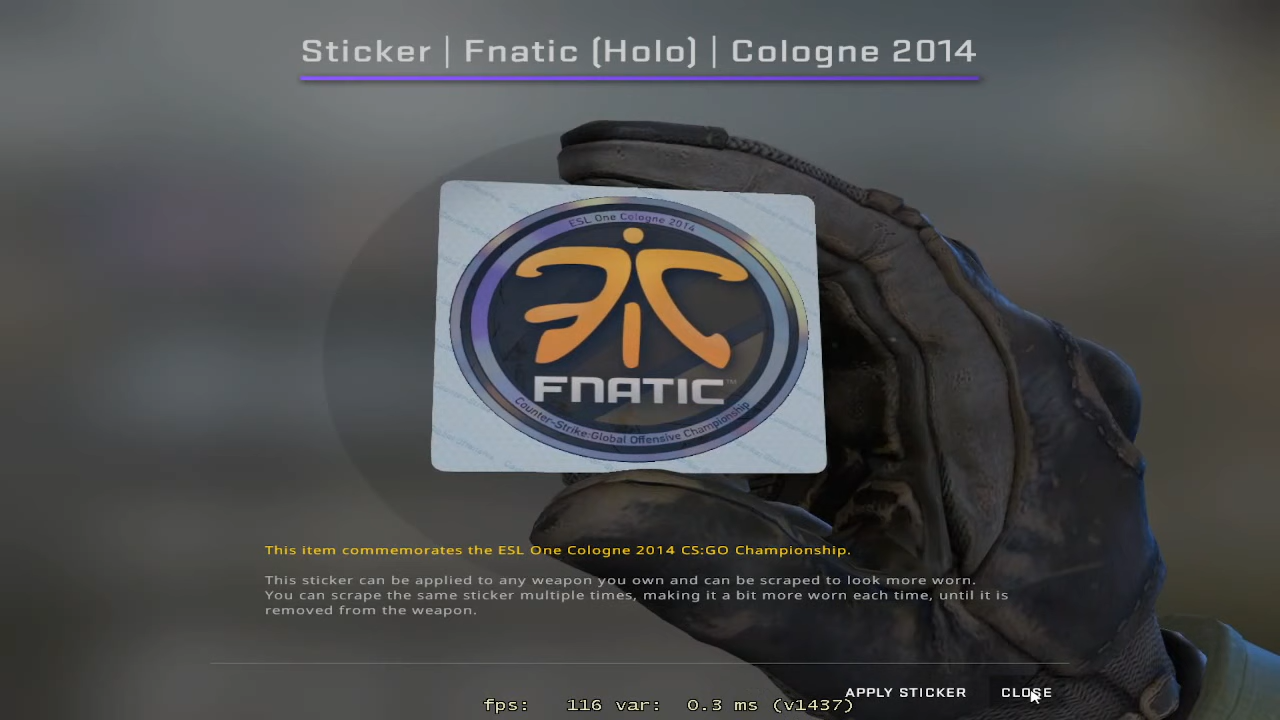 Sticker | Fnatic (Holo) | Cologne 2014
ESL One Cologne 2014
FNATIC™
Counter-Strike:Global Offensive Championship
This item commemorates the ESL One Cologne 2014 CS:GO Championship.
This sticker can be applied to any weapon you own and can be scraped to look more worn.
You can scrape the same sticker multiple times, making it a bit more worn each time, until it is
removed from the weapon.
APPLY STICKER CLOSE
fps: 116 var: 0.3 ms (v1437)